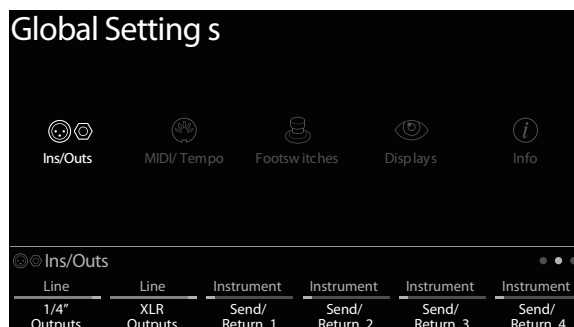 Global Setting s
Ins/Outs MIDI/ Tempo Footsw itches Displays Info
Ins/Outs
Line Line Instrument Instrument Instrument Instrument
1/4" XLR Send/ Send/ Send/ Send/
Outputs Outputs Return 1 Return 2 Return 3 Return 4